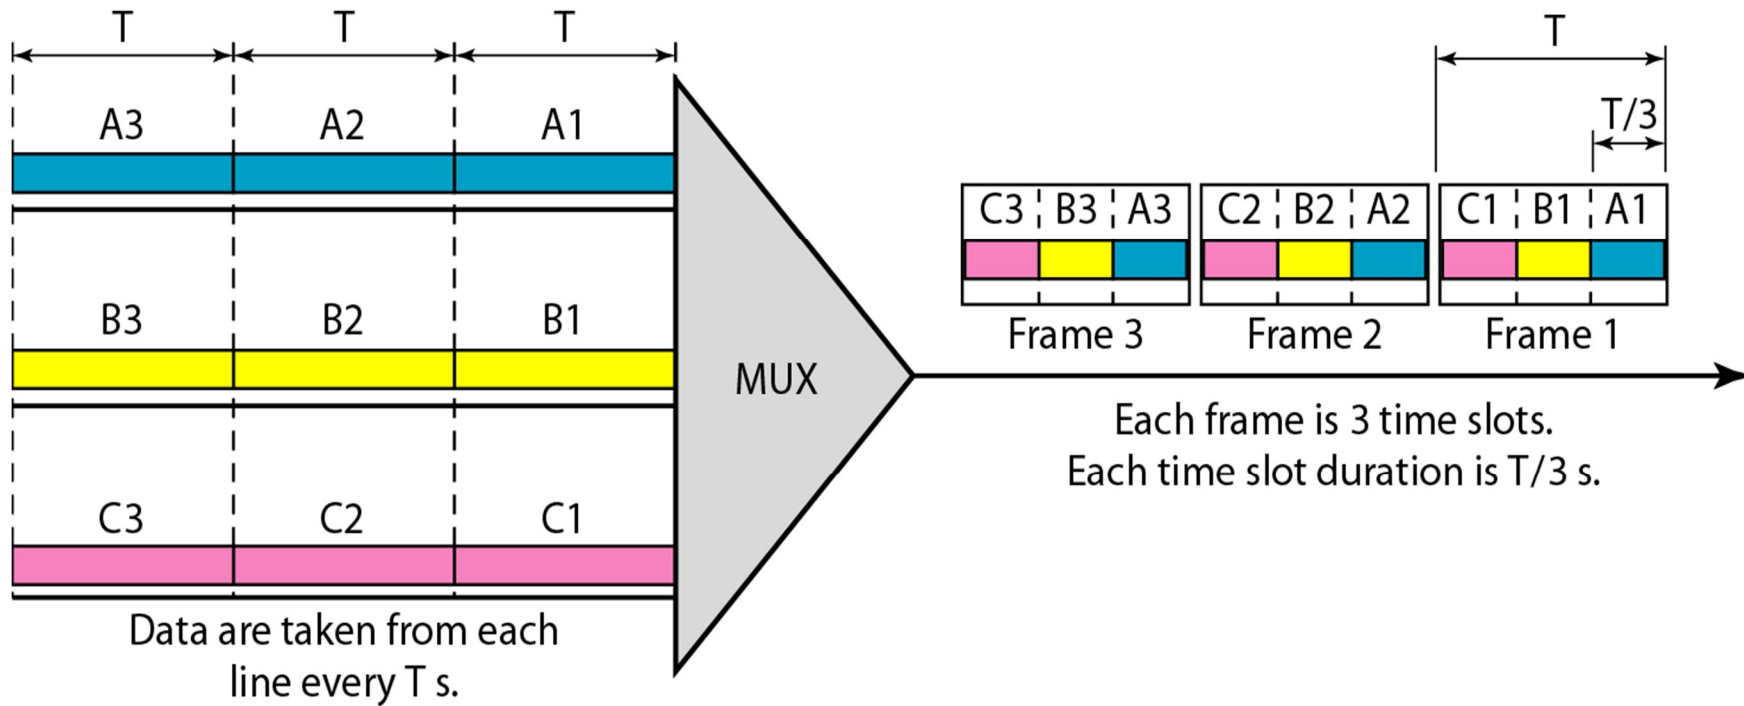 T T T
T
T/3
A3 A2 A1
C3 B3 A3 C2 B2 A2 C1 B1 A1
B3 B2 B1
Frame 3 Frame 2 Frame 1
MUX
Each frame is 3 time slots.
Each time slot duration is T/3 s.
C3 C2 C1
Data are taken from each
line every T s.